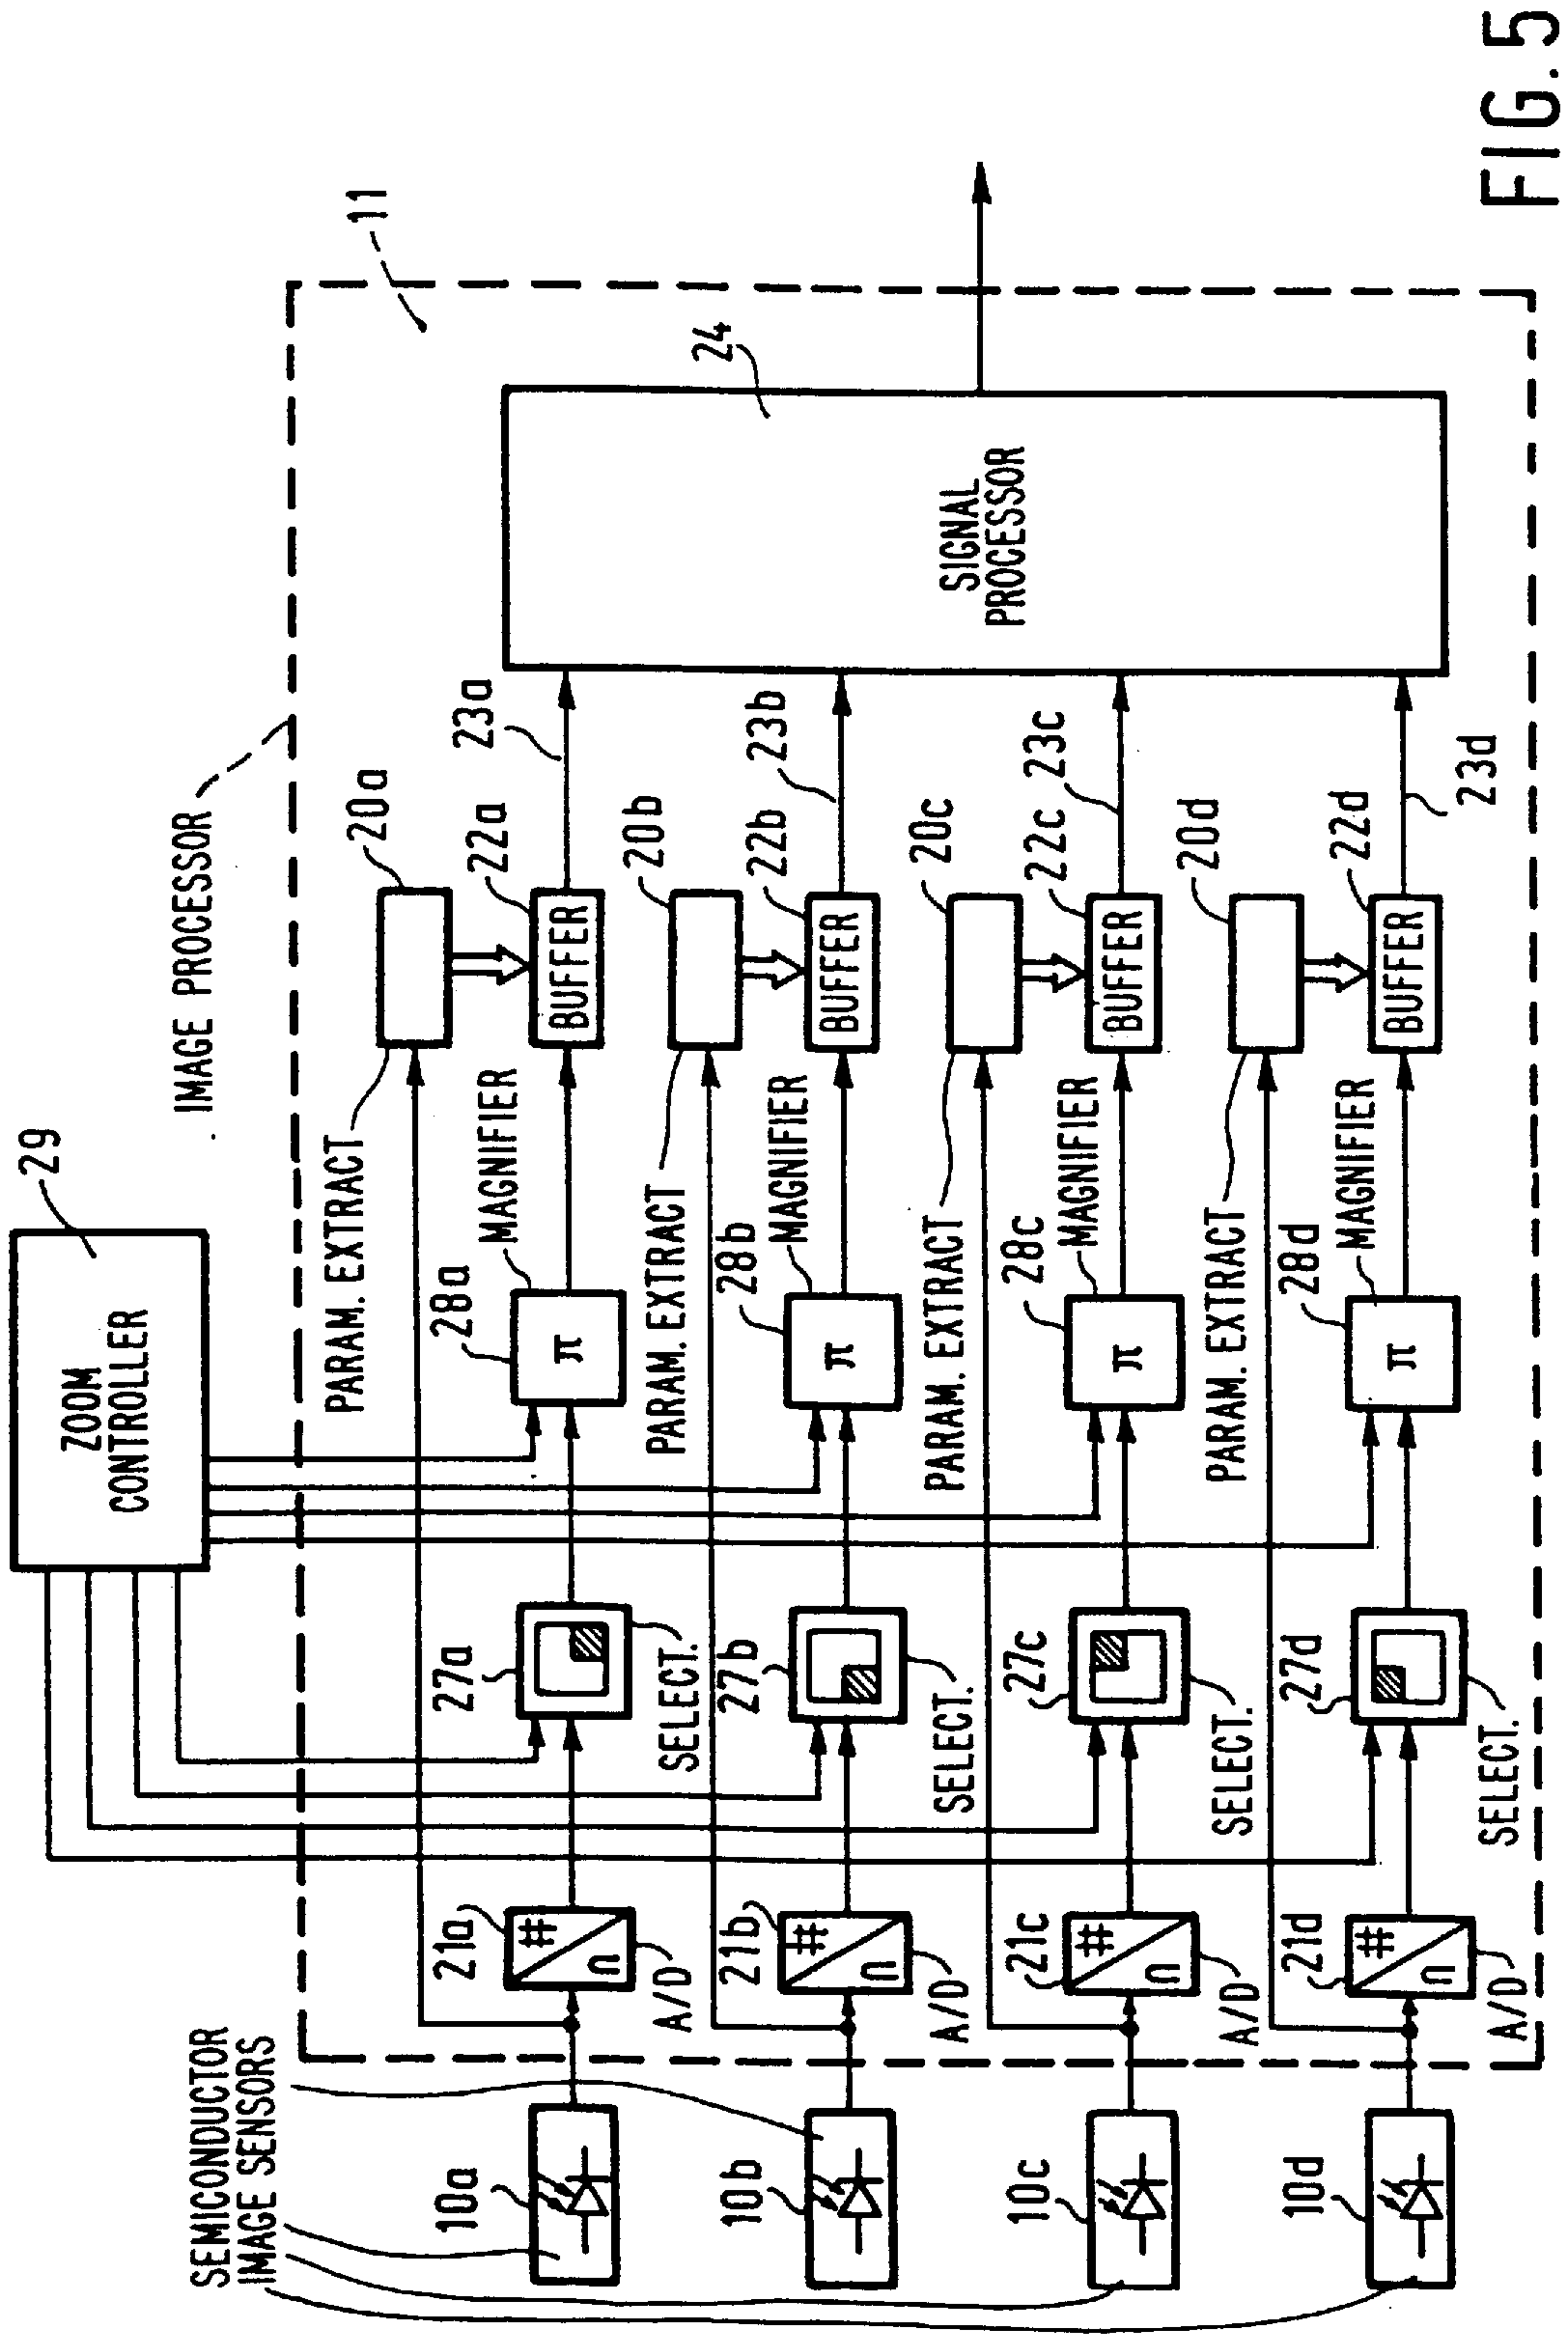 29
ZOOM
CONTROLLER
IMAGE PROCESSOR
11
SEMICONDUCTOR
IMAGE SENSORS
PARAM. EXTRACT
20a
10a
21a
A/D
27a
SELECT.
28a
MAGNIFIER
22a
BUFFER
23a
π
#
∩
24
SIGNAL
PROCESSOR
PARAM. EXTRACT
20b
10b
21b
A/D
27b
SELECT.
28b
MAGNIFIER
22b
BUFFER
23b
π
#
∩
PARAM. EXTRACT
20c
10c
21c
A/D
27c
SELECT.
28c
MAGNIFIER
22c
BUFFER
23c
π
#
∩
PARAM. EXTRACT
20d
10d
21d
A/D
27d
SELECT.
28d
MAGNIFIER
22d
BUFFER
23d
π
#
∩
FIG. 5